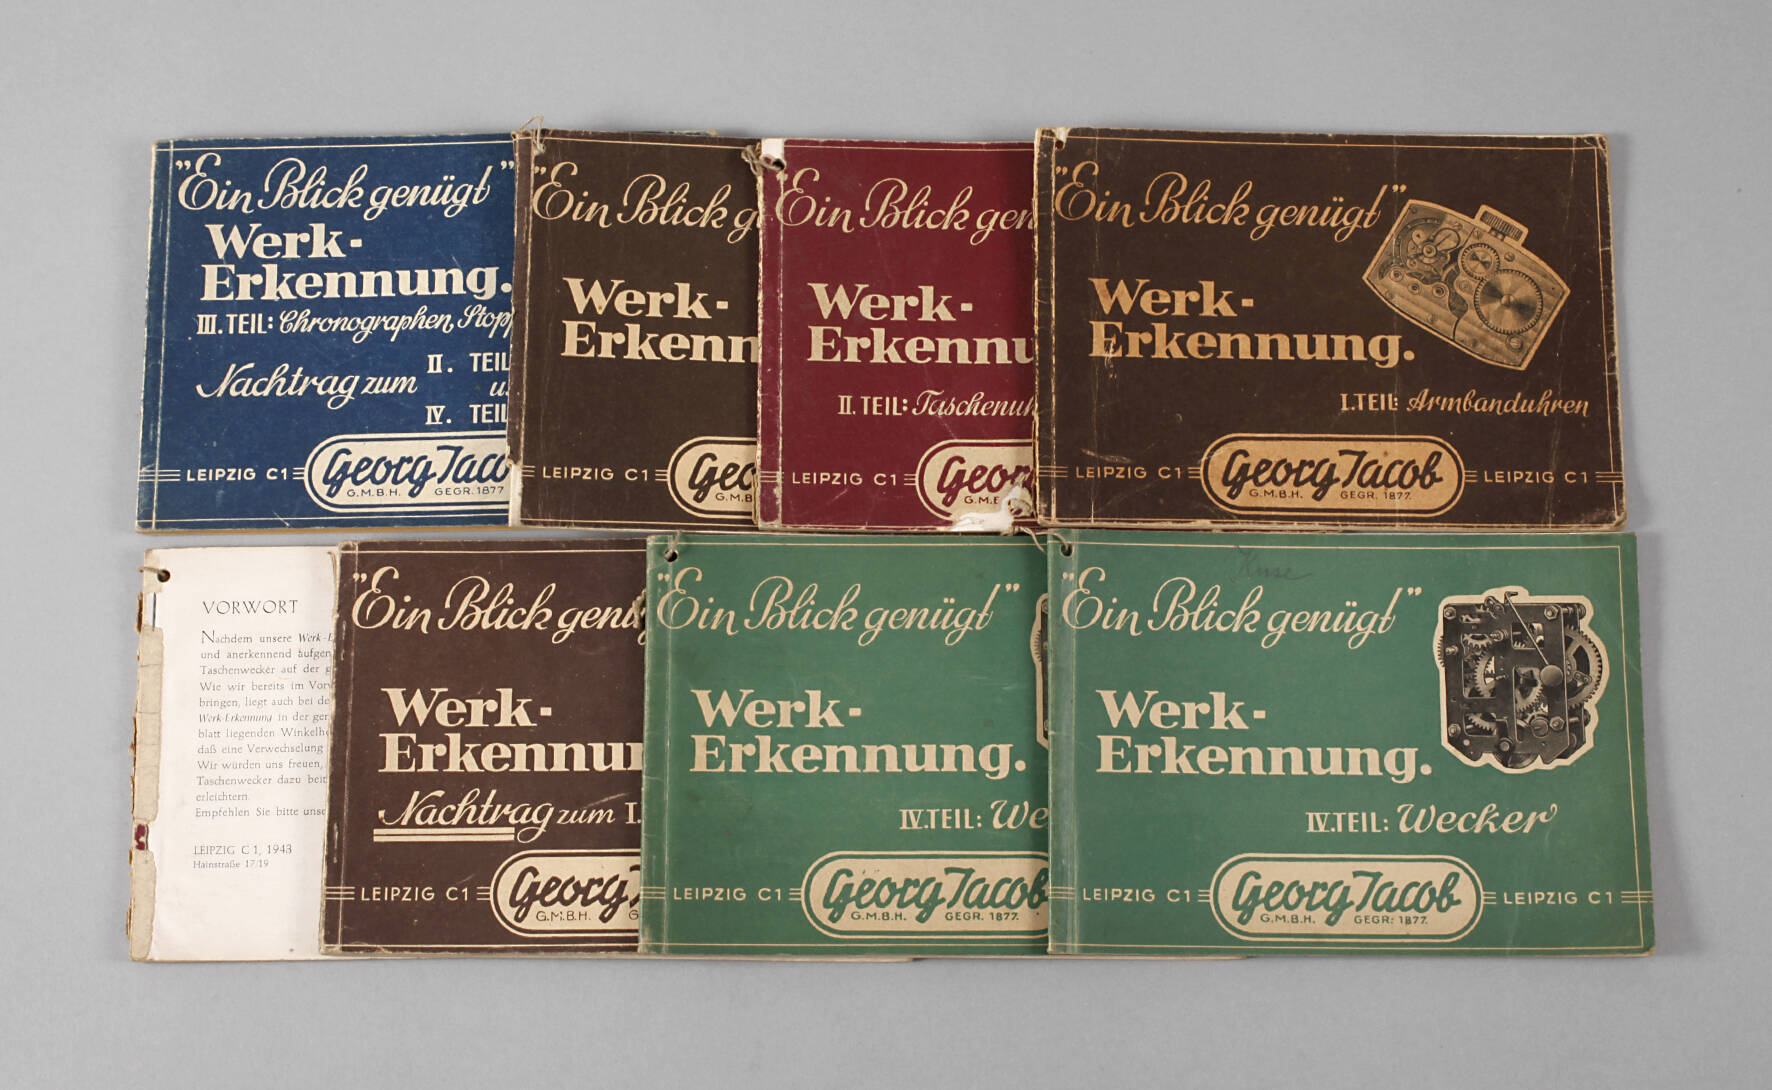 "Ein Blick genügt"
Werk-
Erkennung.
III. TEIL: Chronographen, Stopp
Nachtrag zum
II. TEIL
u.
IV. TEIL
LEIPZIG C1
Georg Jaco
G.M.B.H. GEGR. 1877
"Ein Blick g
Werk-
Erkenn
LEIPZIG C1
Geo
G.M.B
"Ein Blick gen
Werk-
Erkennu
II. TEIL: Taschenuh
LEIPZIG C1
Georg
G.M.B
"Ein Blick genügt"
Werk-
Erkennung.
I. TEIL: Armbanduhren
LEIPZIG C1 Georg Jacob LEIPZIG C1
G.M.B.H. GEGR. 1877.
VORWORT
Nachdem unsere Werk-E
und anerkennend aufgen
Taschenwecker auf der g
Wie wir bereits im Vorw
bringen, liegt auch bei de
Werk-Erkennung in der ger
blatt liegenden Winkelhe
daß eine Verwechselung
Wir würden uns freuen,
Taschenwecker dazu beit
erleichtern.
Empfehlen Sie bitte unse
LEIPZIG C 1, 1943
Hainstraße 17/19
"Ein Blick genü
Werk-
Erkennun
Nachtrag zum I.
LEIPZIG C1
Georg J
G.M.B.H. G
"Ein Blick genügt"
Werk-
Erkennung.
IV. TEIL: We
LEIPZIG C1 Georg Jacob
G.M.B.H. GEGR. 1877.
"Ein Blick genügt"
Werk-
Erkennung.
IV. TEIL: Wecker
LEIPZIG C1 Georg Jacob LEIPZIG C1
G.M.B.H. GEGR: 1877.